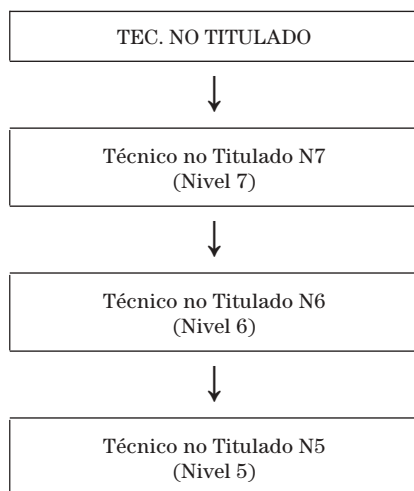 TEC. NO TITULADO
Técnico no Titulado N7
(Nivel 7)
Técnico no Titulado N6
(Nivel 6)
Técnico no Titulado N5
(Nivel 5)